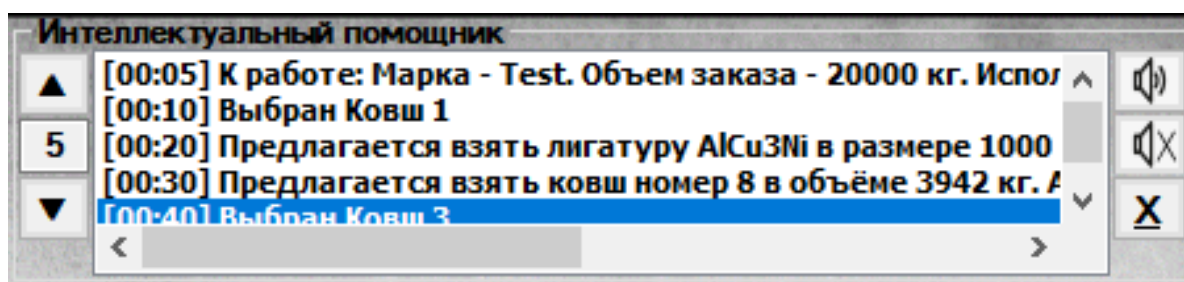 Интеллектуальный помощник
[00:05] К работе: Марка - Test. Объем заказа - 20000 кг.
[00:10] Выбран Ковш 1
5
[00:20] Предлагается взять лигатуру AlCu3Ni в размере 1000
[00:30] Предлагается взять ковш номер 8 в объёме 3942 кг.
[00:40] Выбран Ковш 3
X